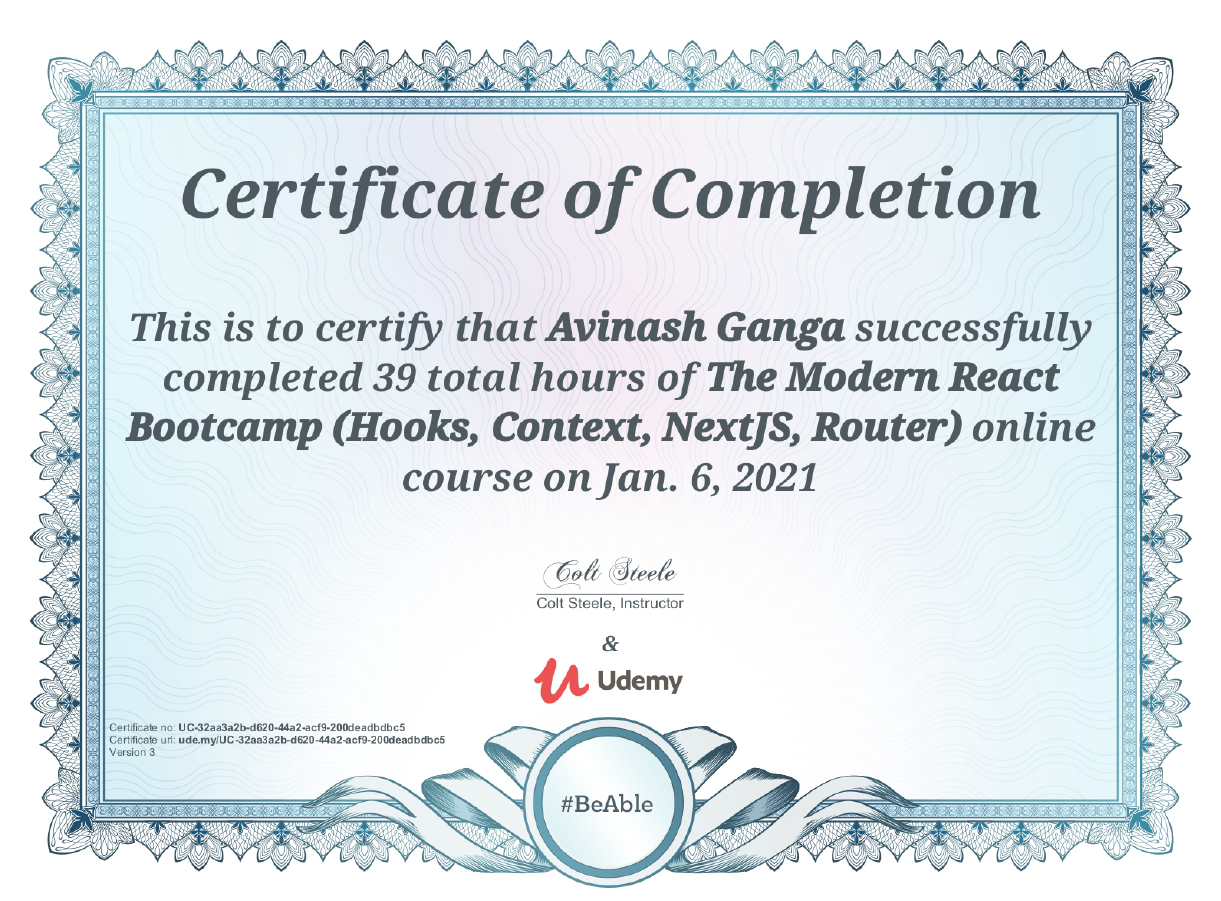 Certificate of Completion
This is to certify that Avinash Ganga successfully
completed 39 total hours of The Modern React
Bootcamp (Hooks, Context, NextJS, Router) online
course on Jan. 6, 2021
Colt Steele
Colt Steele, Instructor
&
Udemy
Certificate no: UC-32aa3a2b-d620-44a2-acf9-200deadbdbc5
Certificate url: ude.my/UC-32aa3a2b-d620-44a2-acf9-200deadbdbc5
Version 3
#BeAble